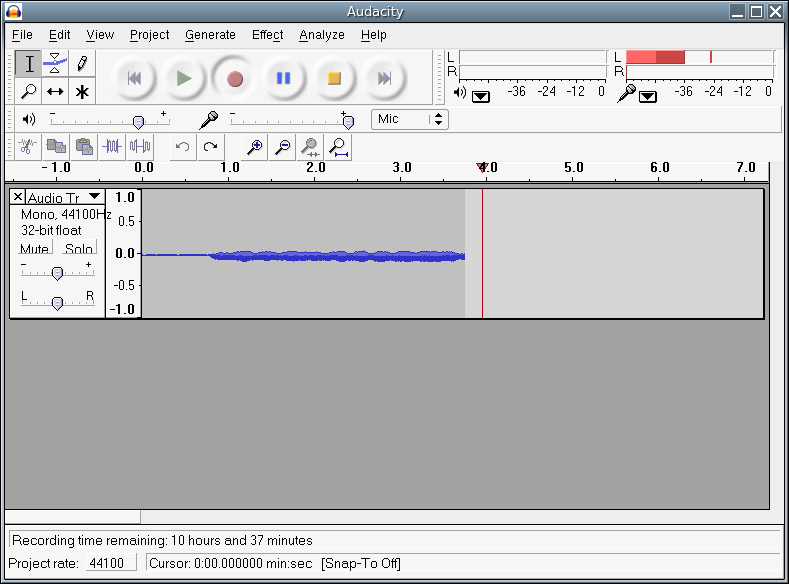 Audacity
File Edit View Project Generate Effect Analyze Help
L
R
-36 -24 -12 0
L
R
-36 -24 -12 0
- + - + Mic
- 1.0 0.0 1.0 2.0 3.0 4.0 5.0 6.0 7.0
Audio Tr
Mono, 44100Hz
32-bit float
Mute Solo
- +
L R
1.0
0.5
0.0
-0.5
-1.0
Recording time remaining: 10 hours and 37 minutes
Project rate: 44100 Cursor: 0:00.000000 min:sec [Snap-To Off]